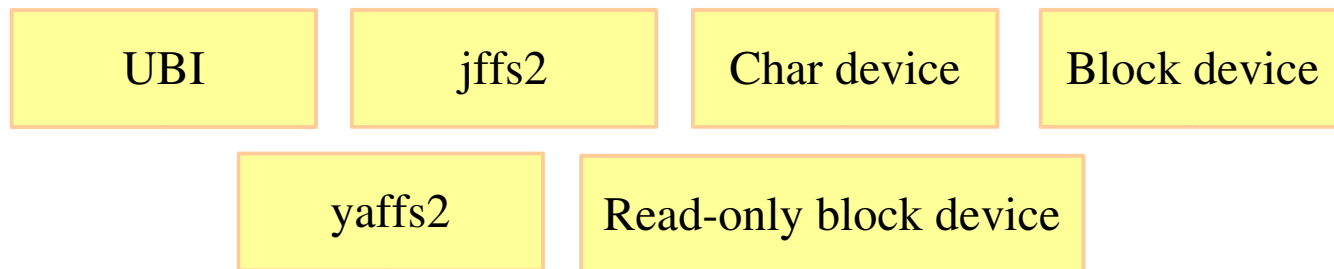 UBI
jffs2
Char device
Block device
yaffs2
Read-only block device